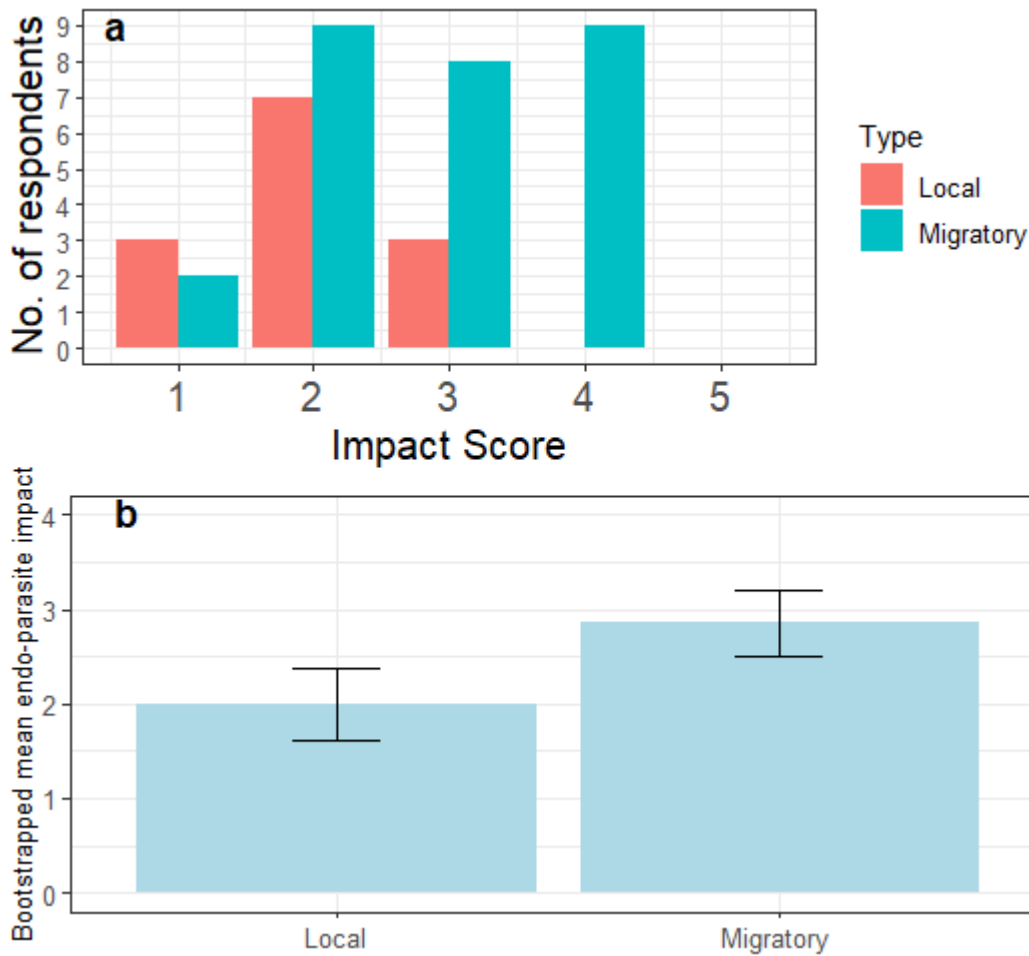 a
No. of respondents
9
8
7
6
5
4
3
2
1
0
1 2 3 4 5
Impact Score
Type
Local
Migratory
b
Bootstrapped mean endo-parasite impact
4
3
2
1
0
Local Migratory